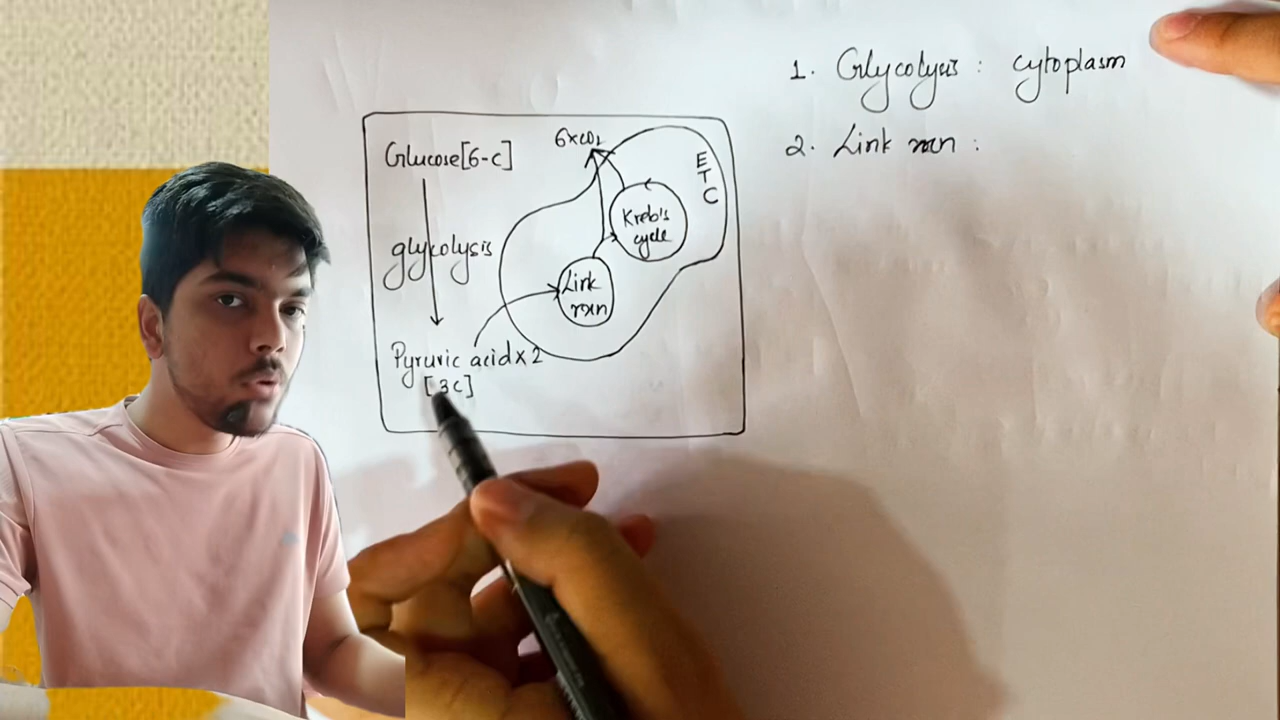 1. Glycolysis : cytoplasm
2. Link rxn :
Glucose[6-C]
glycolysis
Pyruvic acid x 2
[3C]
6xCO2
Link
rxn
Kreb's
cycle
E
T
C